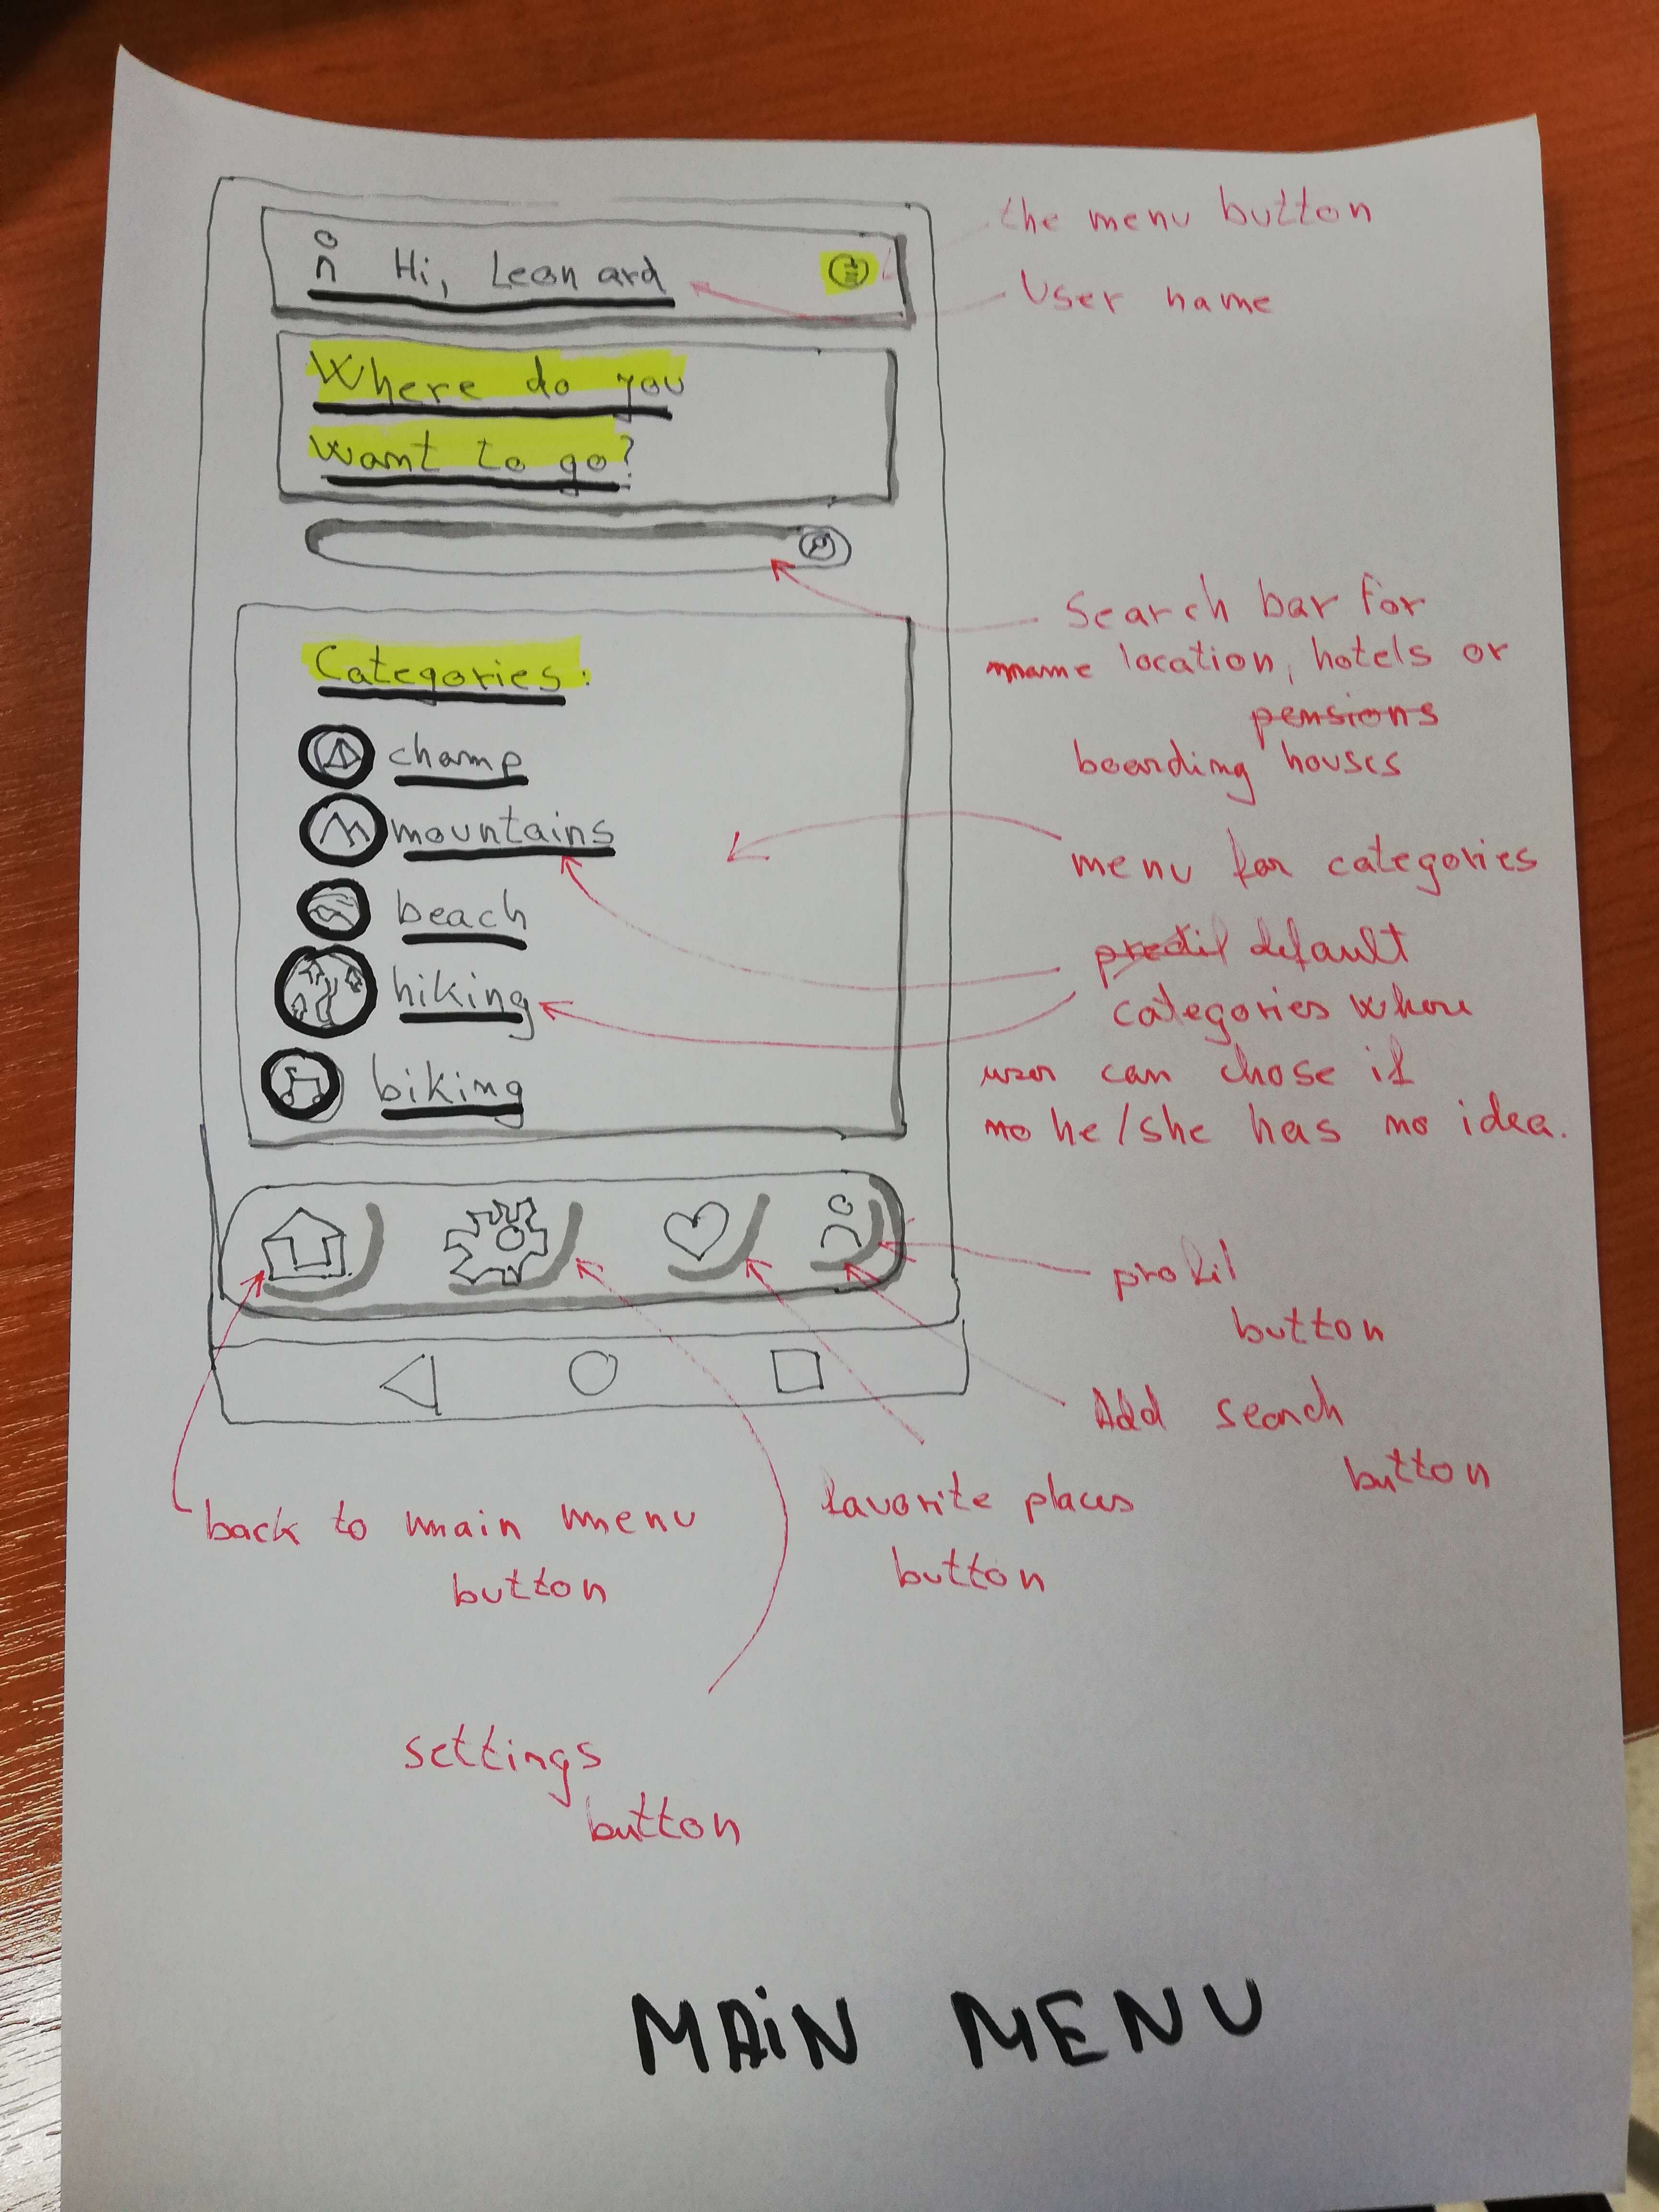 Hi, Leonard
the menu button
User name
Where do you
want to go?
Search bar for
name location, hotels or
pensions
boarding houses
Categories:
champ
mountains
beach
hiking
biking
menu for categories
default
categories where
user can chose if
no he/she has no idea.
profil
button
Add search
button
favorite places
button
back to main menu
button
settings
button
MAiN MENU